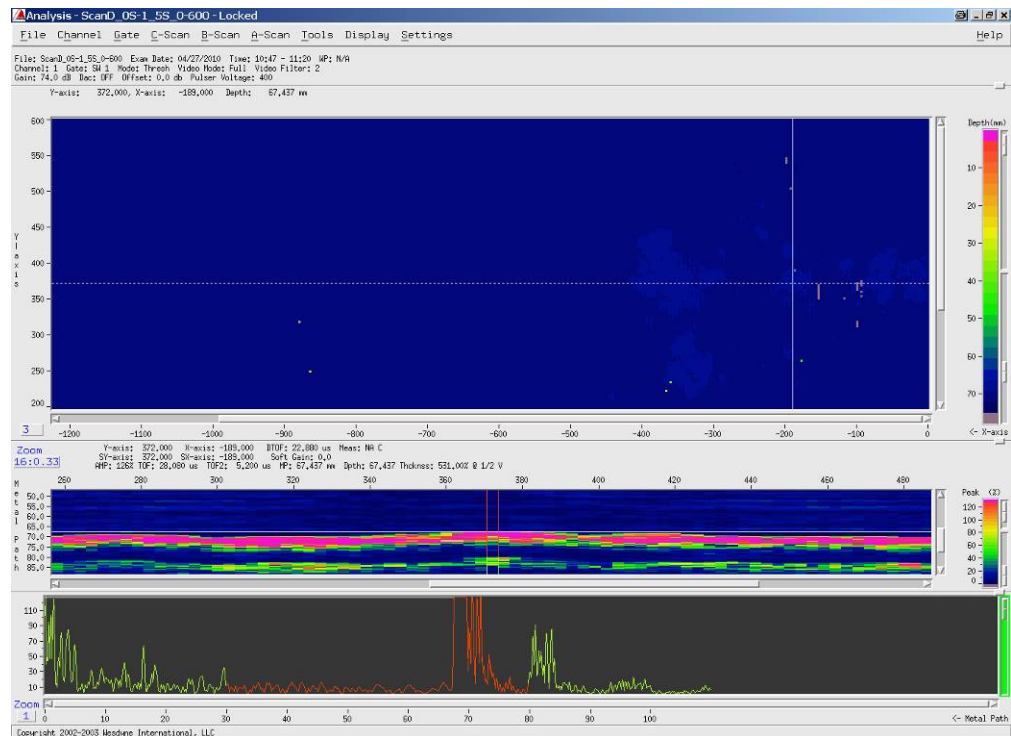 Analysis - ScanD_0S-1_5S_0-600 - Locked
File Channel Gate C-Scan B-Scan A-Scan Tools Display Settings Help
File: ScanD_0S-1_5S_0-600 Exam Date: 04/27/2010 Time: 10:47 - 11:20 WP: N/A
Channel: 1 Gate: SW 1 Mode: Thresh Video Mode: Full Video Filter: 2
Gain: 74.0 dB Dac: OFF Offset: 0.0 db Pulser Voltage: 400
Y-axis: 372.000, X-axis: -189.000 Depth: 67.437 mm
Depth(mm)
600
550
500
450
400
350
300
250
200
Y-axis
10
20
30
40
50
60
70
3
-1200 -1100 -1000 -900 -800 -700 -600 -500 -400 -300 -200 -100 0
<- X-axis
Zoom
16:0.33
Y-axis: 372.000 X-axis: -189.000 DTOF: 22.880 us Meas: NA C
SY-axis: 372.000 SX-axis: -189.000 Soft Gain: 0.0
AMP: 126% TOF: 28.080 us TOF2: 5.200 us MP: 67.437 mm Dpth: 67.437 Thcknss: 531.00% @ 1/2 V
260 280 300 320 340 360 380 400 420 440 460 480
Metal Path
50.0
55.0
60.0
65.0
70.0
75.0
85.0
Peak (%)
120
100
80
60
40
20
0
110
90
70
50
30
10
Zoom
1
0 10 20 30 40 50 60 70 80 90 100
<- Metal Path
Copyright 2002-2003 Wesdyne International, LLC